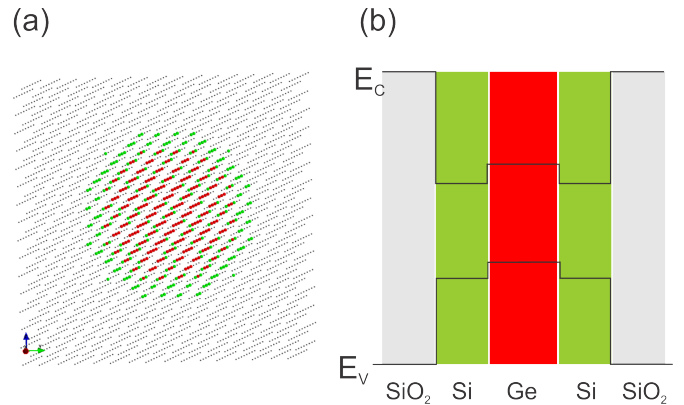 (a)
(b)
E_C
E_V
SiO₂ Si Ge Si SiO₂